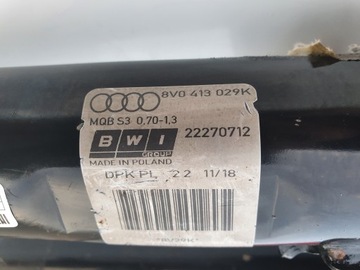 8V0 413 029K
MQB S3 0,70-1,3
BWI
GROUP
22270712
MADE IN POLAND
DPK PL 22 11/18